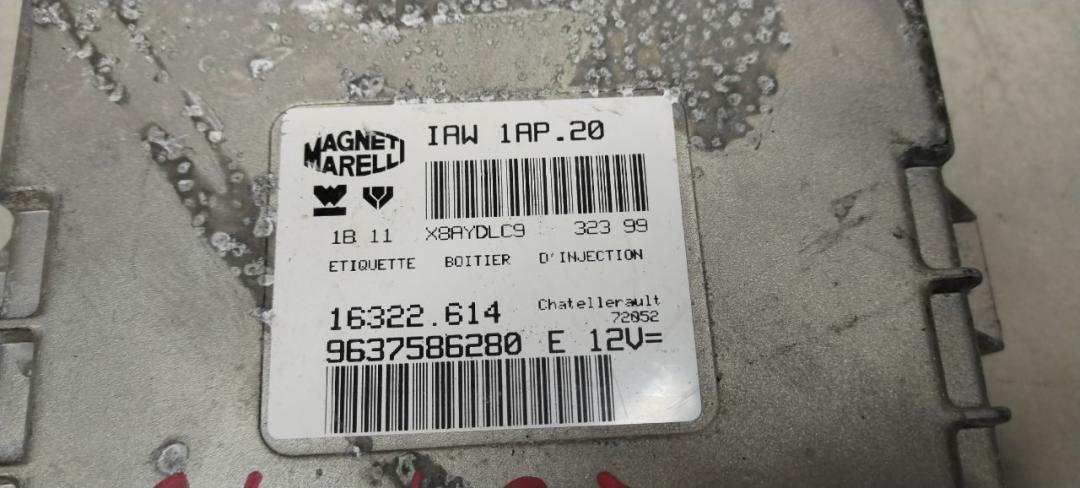 MAGNETI MARELLI
IAW 1AP.20
1B 11 X8AYDLC9 323 99
ETIQUETTE BOITIER D'INJECTION
16322.614 Chatellerault
72052
9637586280 E 12V=